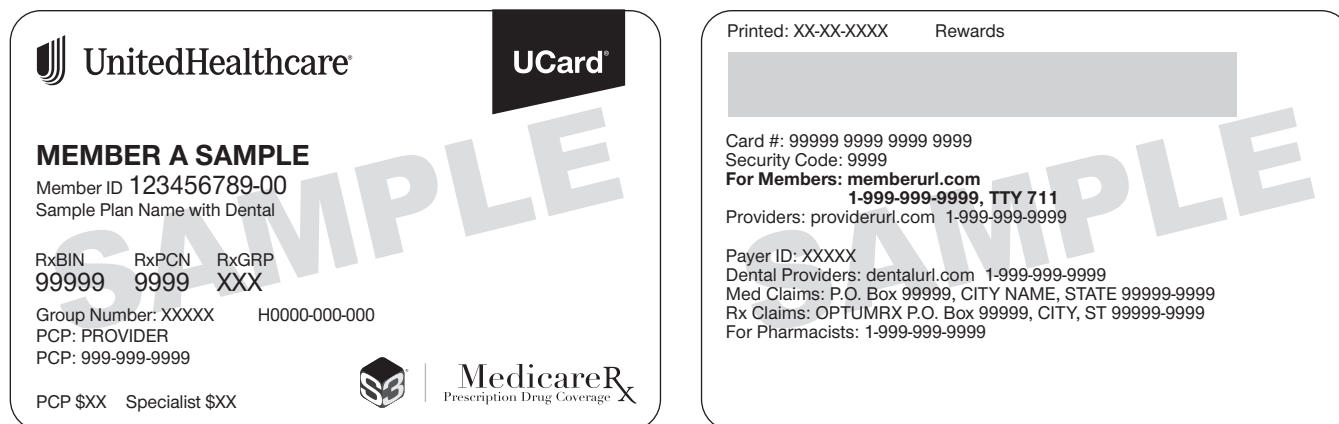 UnitedHealthcare®
UCard®
SAMPLE
MEMBER A SAMPLE
Member ID 123456789-00
Sample Plan Name with Dental
RxBIN RxPCN RxGRP
99999 9999 XXX
Group Number: XXXXX H0000-000-000
PCP: PROVIDER
PCP: 999-999-9999
PCP $XX Specialist $XX
S3
MedicareRx
Prescription Drug Coverage
Printed: XX-XX-XXXX Rewards
SAMPLE
Card #: 99999 9999 9999 9999
Security Code: 9999
For Members: memberurl.com
1-999-999-9999, TTY 711
Providers: providerurl.com 1-999-999-9999
Payer ID: XXXXX
Dental Providers: dentalurl.com 1-999-999-9999
Med Claims: P.O. Box 99999, CITY NAME, STATE 99999-9999
Rx Claims: OPTUMRX P.O. Box 99999, CITY, ST 99999-9999
For Pharmacists: 1-999-999-9999